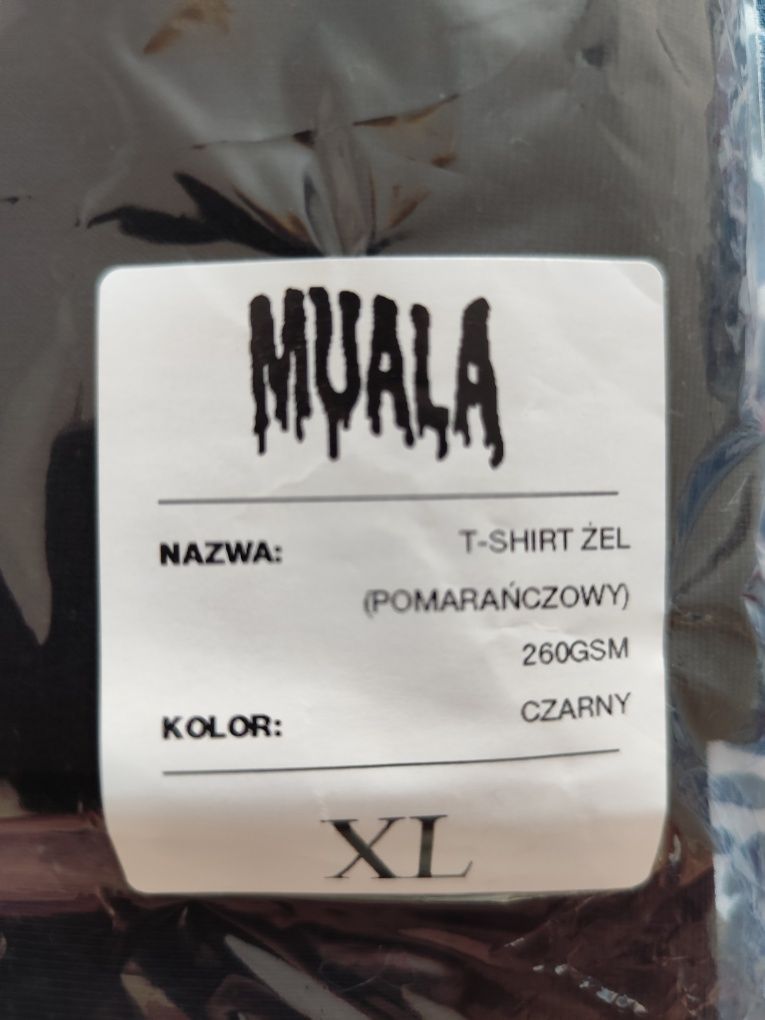 MUALA
NAZWA: T-SHIRT ŻEL
(POMARAŃCZOWY)
260GSM
KOLOR: CZARNY
XL